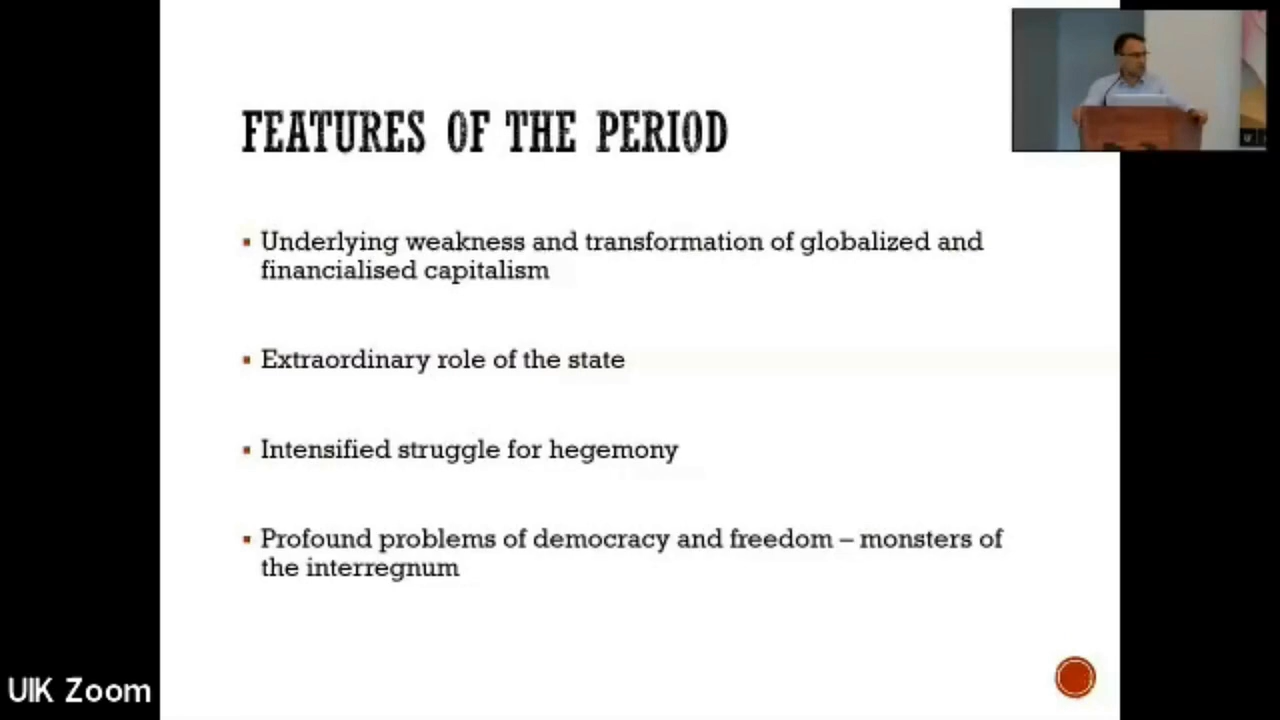 FEATURES OF THE PERIOD
▪ Underlying weakness and transformation of globalized and
financialised capitalism
▪ Extraordinary role of the state
▪ Intensified struggle for hegemony
▪ Profound problems of democracy and freedom – monsters of
the interregnum
UIK Zoom